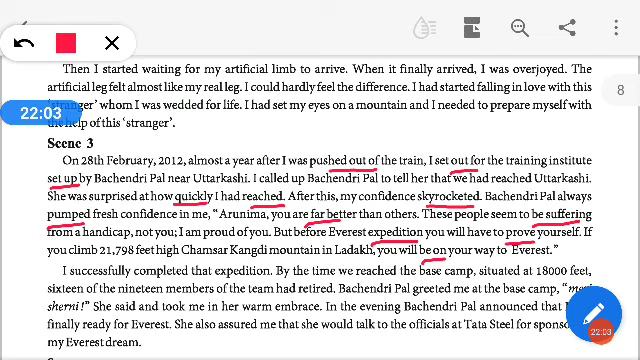 Then I started waiting for my artificial limb to arrive. When it finally arrived, I was overjoyed. The
artificial leg felt almost like my real leg. I could hardly feel the difference. I had started falling in love with this
8
22:03
'stranger' whom I was wedded for life. I had set my eyes on a mountain and I needed to prepare myself with
the help of this 'stranger'.
Scene 3
On 28th February, 2012, almost a year after I was pushed out of the train, I set out for the training institute
set up by Bachendri Pal near Uttarkashi. I called up Bachendri Pal to tell her that we had reached Uttarkashi.
She was surprised at how quickly I had reached. After this, my confidence skyrocketed. Bachendri Pal always
pumped fresh confidence in me, "Arunima, you are far better than others. These people seem to be suffering
from a handicap, not you; I am proud of you. But before Everest expedition you will have to prove yourself. If
you climb 21,798 feet high Chamsar Kangdi mountain in Ladakh, you will be on your way to Everest."
I successfully completed that expedition. By the time we reached the base camp, situated at 18000 feet,
sixteen of the nineteen members of the team had retired. Bachendri Pal greeted me at the base camp, "meri
sherni!" She said and took me in her warm embrace. In the evening Bachendri Pal announced that
finally ready for Everest. She also assured me that she would talk to the officials at Tata Steel for
my Everest dream.
22:03